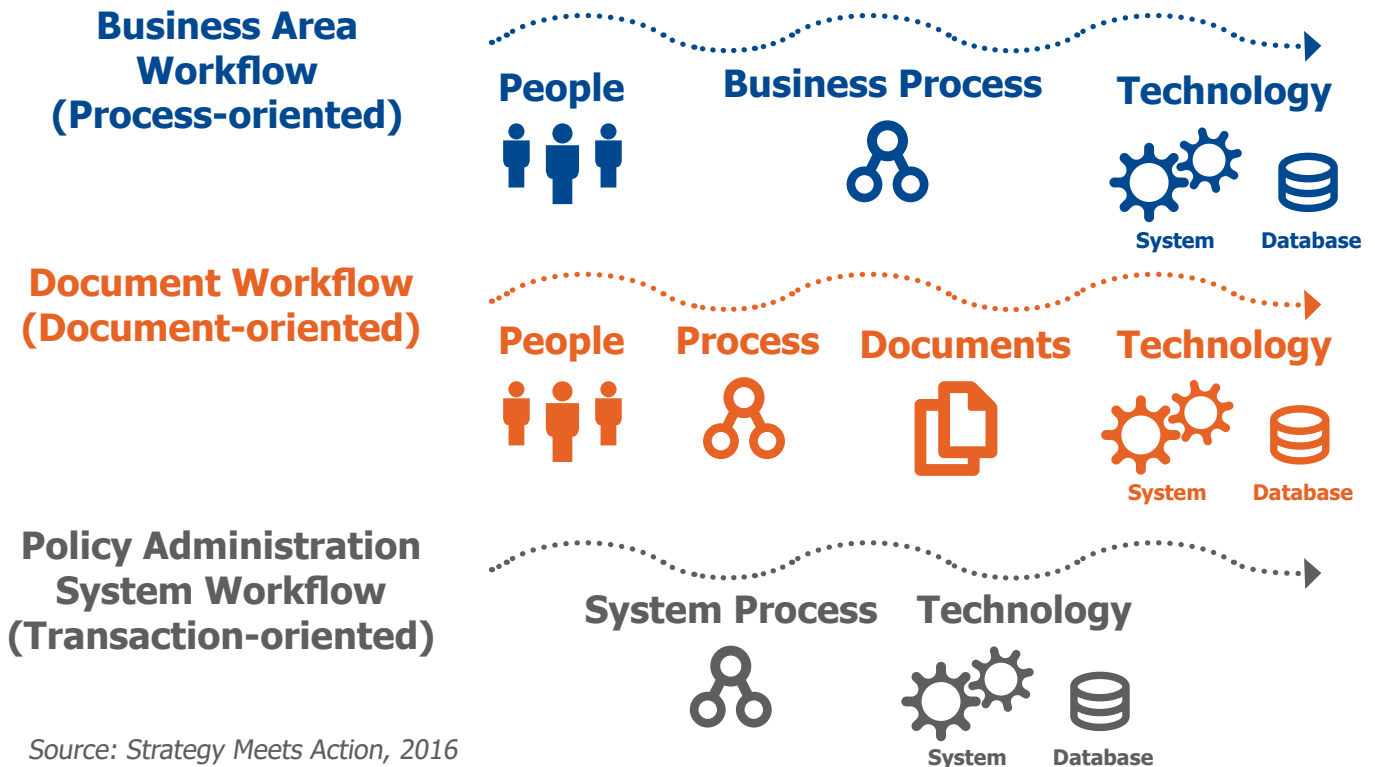 Business Area
Workflow
(Process-oriented)
People
Business Process
Technology
System
Database
Document Workflow
(Document-oriented)
People
Process
Documents
Technology
System
Database
Policy Administration
System Workflow
(Transaction-oriented)
System Process
Technology
System
Database
Source: Strategy Meets Action, 2016